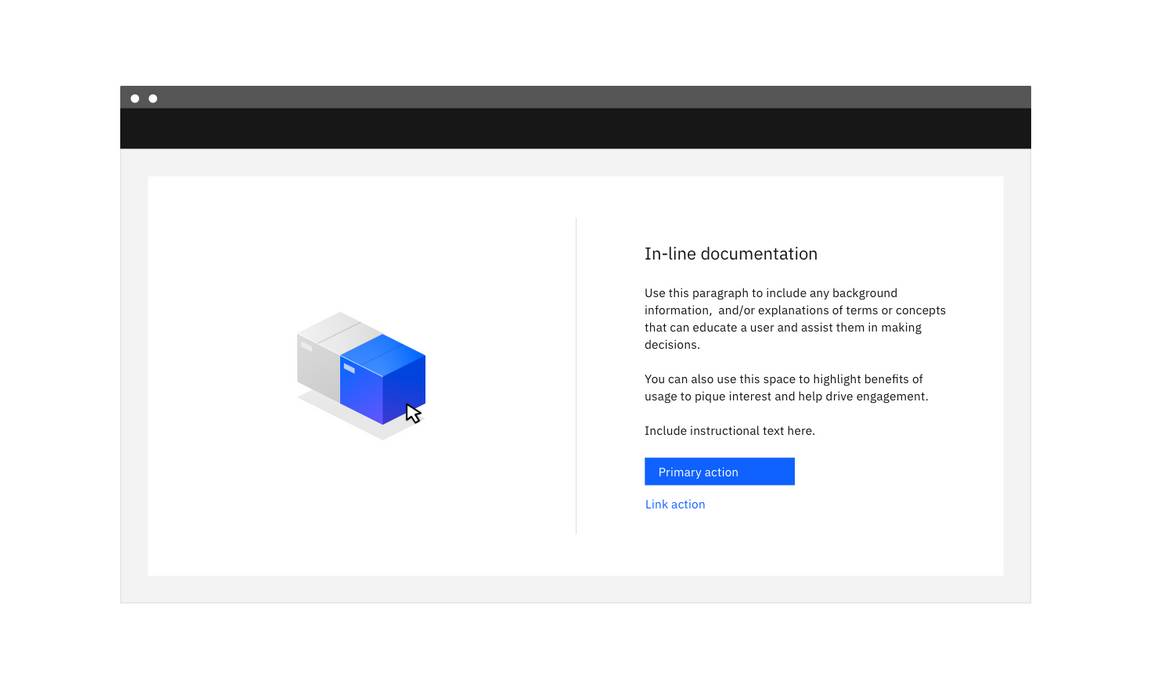 In-line documentation
Use this paragraph to include any background
information,  and/or explanations of terms or concepts
that can educate a user and assist them in making
decisions.
You can also use this space to highlight benefits of
usage to pique interest and help drive engagement.
Include instructional text here.
Primary action
Link action